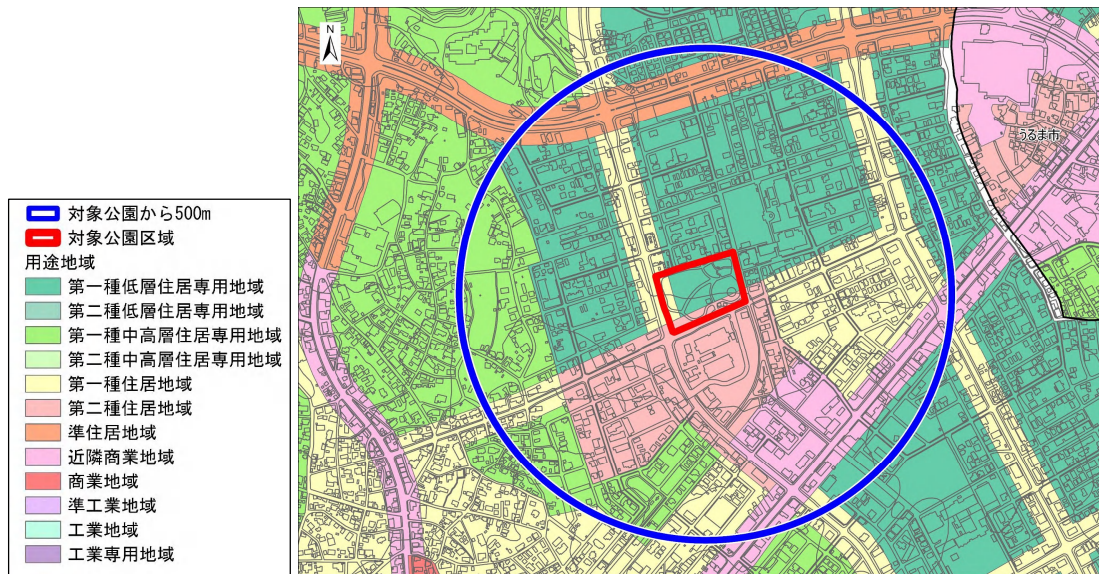 N
うるま市
対象公園から500m
対象公園区域
用途地域
第一種低層住居専用地域
第二種低層住居専用地域
第一種中高層住居専用地域
第二種中高層住居専用地域
第一種住居地域
第二種住居地域
準住居地域
近隣商業地域
商業地域
準工業地域
工業地域
工業専用地域